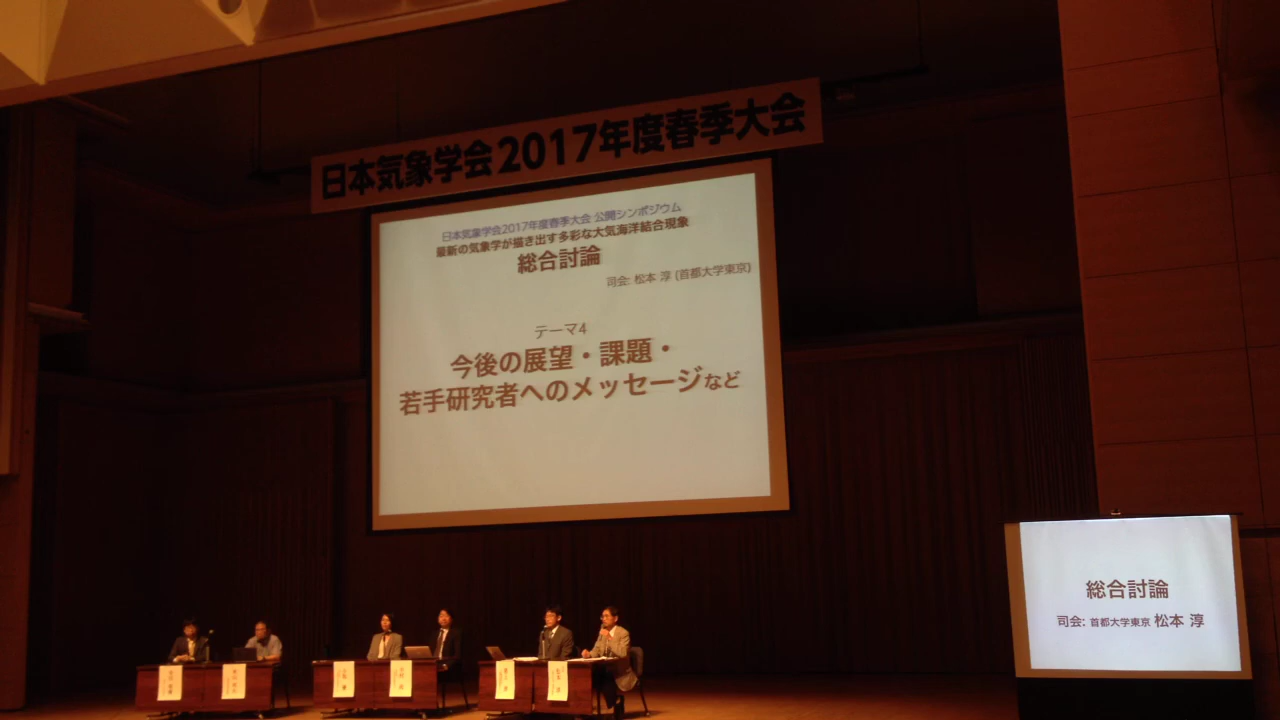 日本気象学会2017年度春季大会
日本気象学会2017年度春季大会 公開シンポジウム
最新の気象学が描き出す多彩な大気海洋結合現象
総合討論
司会: 松本 淳 (首都大学東京)
テーマ4
今後の展望・課題・
若手研究者へのメッセージなど
総合討論
司会: 首都大学東京 松本 淳